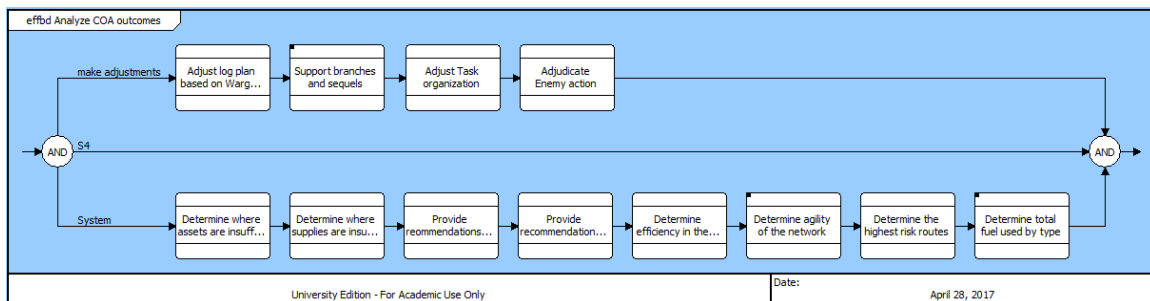 effbd Analyze COA outcomes
make adjustments
Adjust log plan
based on Warg...
Support branches
and sequels
Adjust Task
organization
Adjudicate
Enemy action
AND
S4
AND
System
Determine where
assets are insuff...
Determine where
supplies are insu...
Provide
reommendations...
Provide
recommendation...
Determine
efficiency in the...
Determine agility
of the network
Determine the
highest risk routes
Determine total
fuel used by type
University Edition - For Academic Use Only
Date:
April 28, 2017